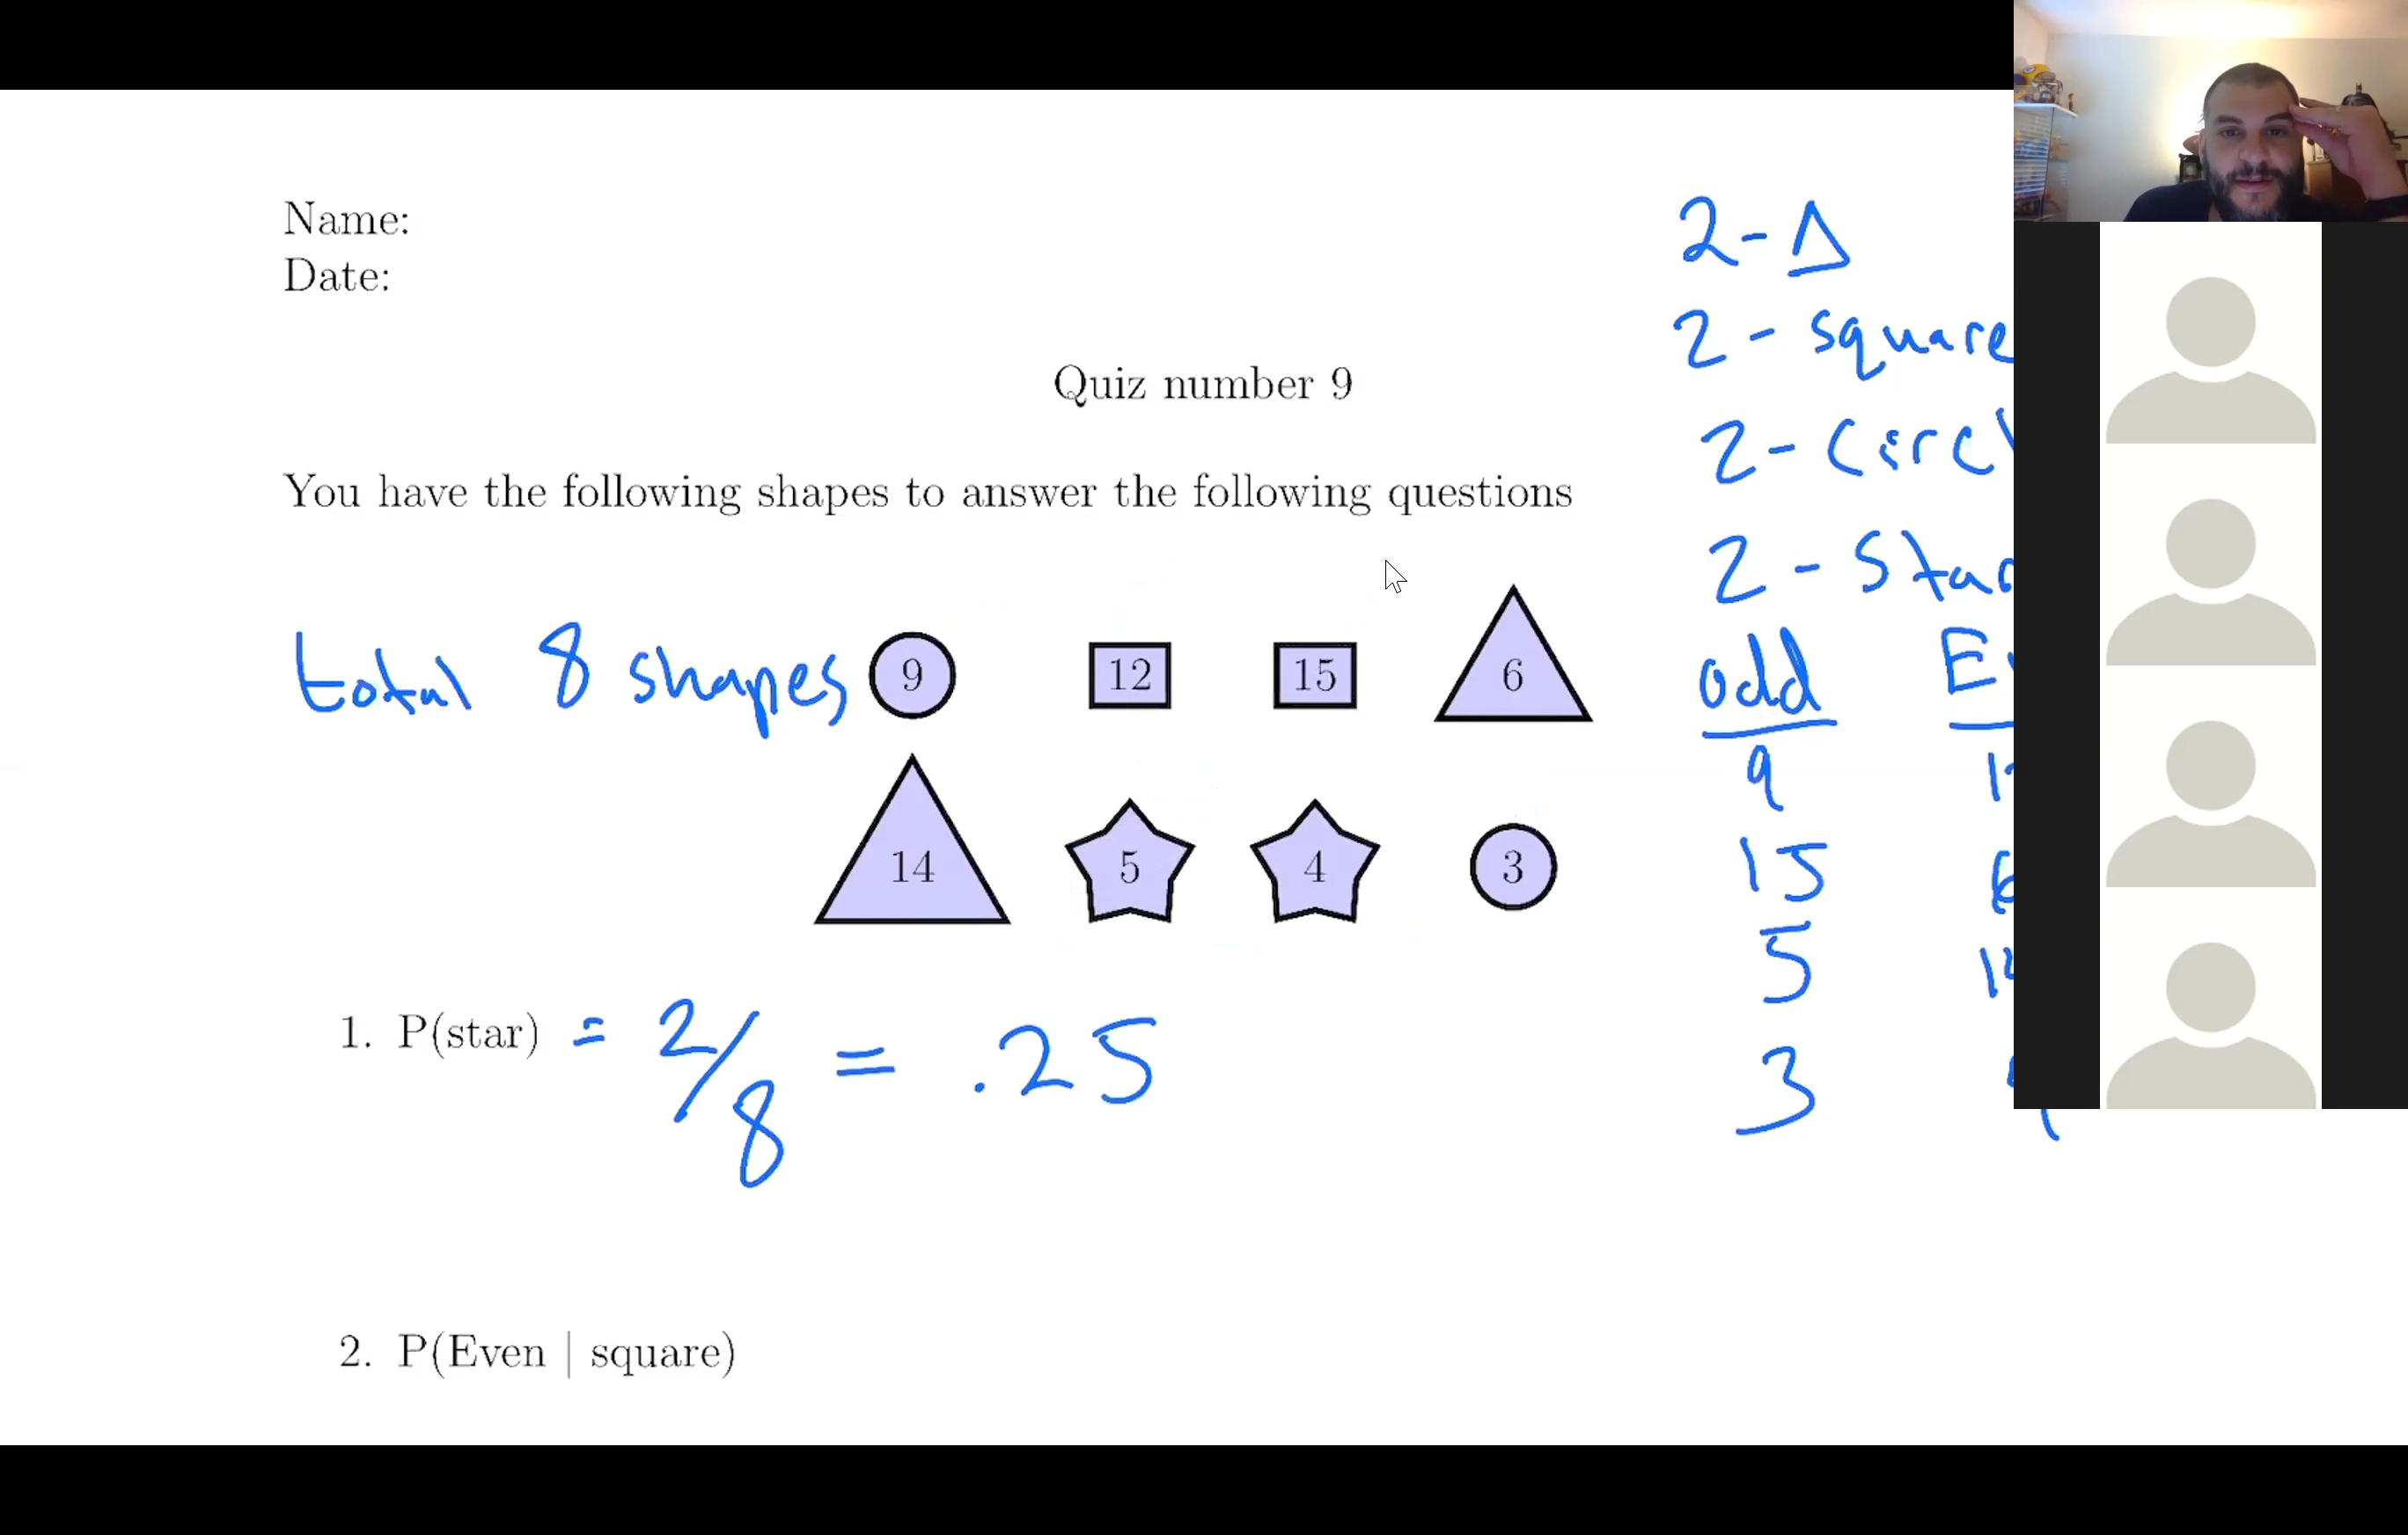 Name:
Date:
2 - Δ
2 - square
2 -
2 - Star
Quiz number 9
You have the following shapes to answer the following questions
total 8 shapes
9 12 15 6
14 5 4 3
odd
9
15
5
3
1. P(star) = 2/8 = .25
2. P(Even | square)